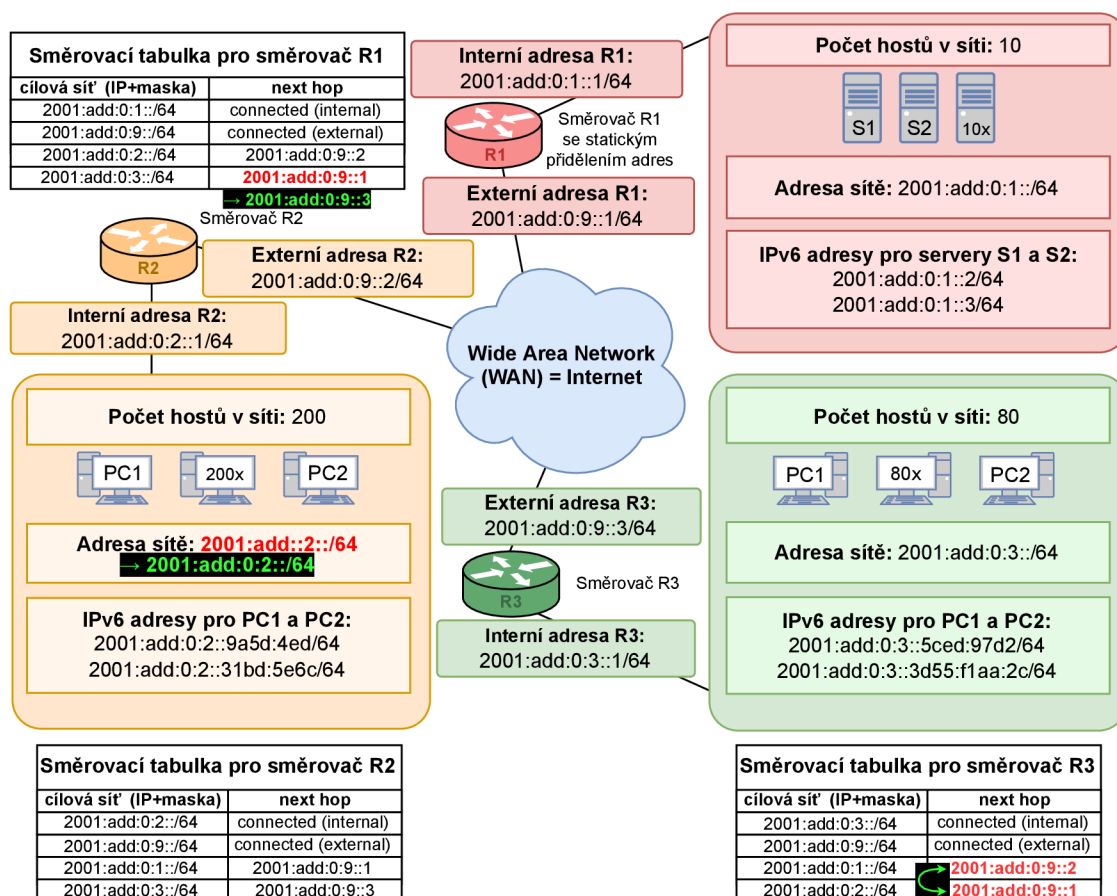 Směrovací tabulka pro směrovač R1
cílová síť (IP+maska) next hop
2001:add:0:1::/64 connected (internal)
2001:add:0:9::/64 connected (external)
2001:add:0:2::/64 2001:add:0:9::2
2001:add:0:3::/64 2001:add:0:9::1
→ 2001:add:0:9::3
Interní adresa R1:
2001:add:0:1::1/64
R1
Směrovač R1
se statickým
přidělením adres
Externí adresa R1:
2001:add:0:9::1/64
Počet hostů v síti: 10
S1 S2 10x
Adresa sítě: 2001:add:0:1::/64
IPv6 adresy pro servery S1 a S2:
2001:add:0:1::2/64
2001:add:0:1::3/64
Směrovač R2
R2
Externí adresa R2:
2001:add:0:9::2/64
Interní adresa R2:
2001:add:0:2::1/64
Wide Area Network
(WAN) = Internet
Počet hostů v síti: 200
PC1 200x PC2
Adresa sítě: 2001:add::2::/64
→ 2001:add:0:2::/64
IPv6 adresy pro PC1 a PC2:
2001:add:0:2::9a5d:4ed/64
2001:add:0:2::31bd:5e6c/64
Externí adresa R3:
2001:add:0:9::3/64
R3
Směrovač R3
Interní adresa R3:
2001:add:0:3::1/64
Počet hostů v síti: 80
PC1 80x PC2
Adresa sítě: 2001:add:0:3::/64
IPv6 adresy pro PC1 a PC2:
2001:add:0:3::5ced:97d2/64
2001:add:0:3::3d55:f1aa:2c/64
Směrovací tabulka pro směrovač R2
cílová síť (IP+maska) next hop
2001:add:0:2::/64 connected (internal)
2001:add:0:9::/64 connected (external)
2001:add:0:1::/64 2001:add:0:9::1
2001:add:0:3::/64 2001:add:0:9::3
Směrovací tabulka pro směrovač R3
cílová síť (IP+maska) next hop
2001:add:0:3::/64 connected (internal)
2001:add:0:9::/64 connected (external)
2001:add:0:1::/64 2001:add:0:9::2
2001:add:0:2::/64 2001:add:0:9::1